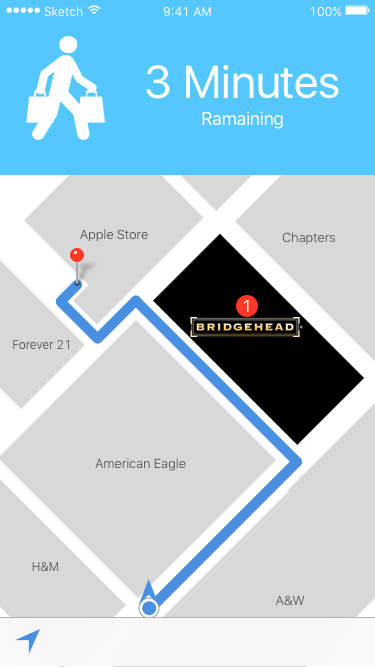 Sketch
9:41 AM
100%
3 Minutes
Ramaining
Apple Store
Chapters
1
BRIDGEHEAD
Forever 21
American Eagle
H&M
A&W